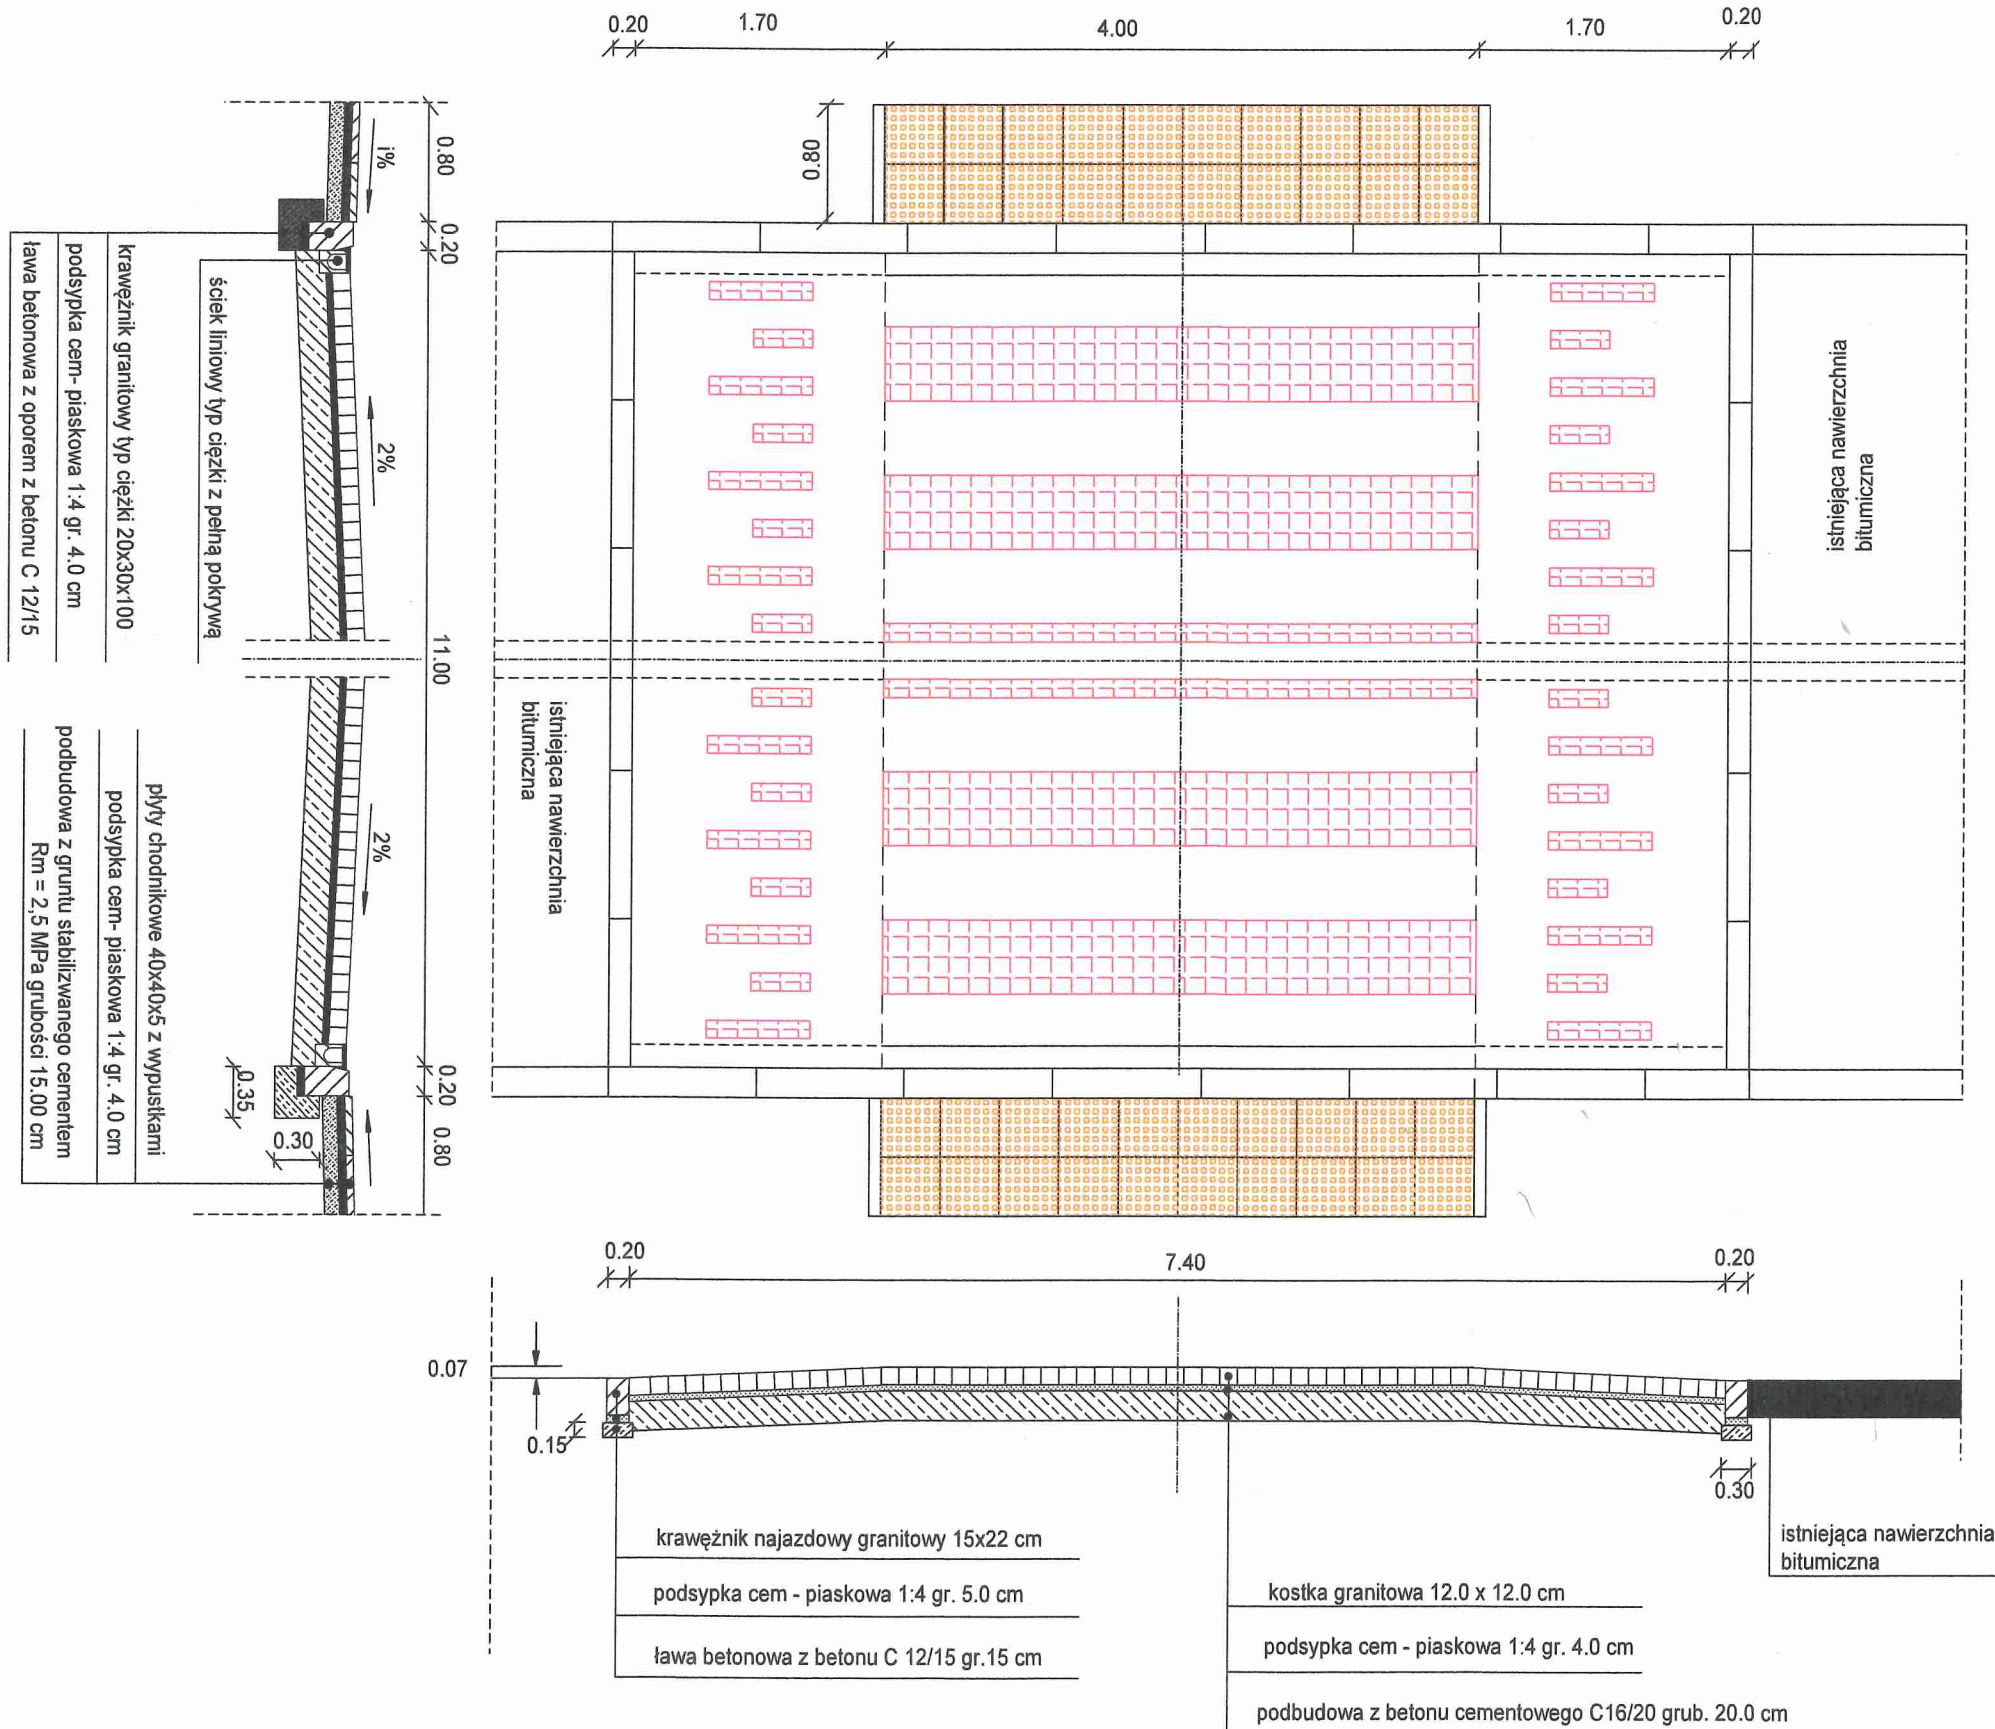 0.20
1.70
4.00
1.70
0.20
0.80
i%
0.80
0.20
2%
11.00
2%
0.20
0.80
0.35
0.30
ściek liniowy typ ciężki z pełną pokrywą
krawężnik granitowy typ ciężki 20x30x100
podsypka cem- piaskowa 1:4 gr. 4.0 cm
ława betonowa z oporem z betonu C 12/15
płyty chodnikowe 40x40x5 z wypustkami
podsypka cem- piaskowa 1:4 gr. 4.0 cm
podbudowa z gruntu stabilizwanego cementem
Rm = 2,5 MPa grubości 15.00 cm
istniejąca nawierzchnia
bitumiczna
istniejąca nawierzchnia
bitumiczna
0.20
7.40
0.20
0.07
0.15
0.30
krawężnik najazdowy granitowy 15x22 cm
podsypka cem - piaskowa 1:4 gr. 5.0 cm
ława betonowa z betonu C 12/15 gr.15 cm
kostka granitowa 12.0 x 12.0 cm
podsypka cem - piaskowa 1:4 gr. 4.0 cm
podbudowa z betonu cementowego C16/20 grub. 20.0 cm
istniejąca nawierzchnia
bitumiczna